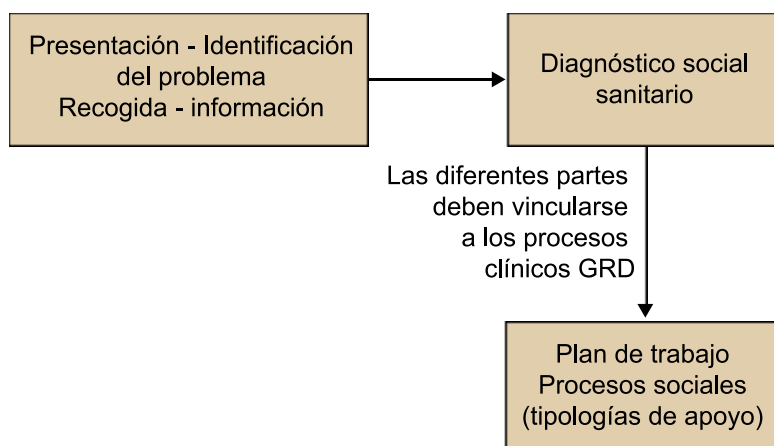 Presentación - Identificación
del problema
Recogida - información
Diagnóstico social
sanitario
Las diferentes partes
deben vincularse
a los procesos
clínicos GRD
Plan de trabajo
Procesos sociales
(tipologías de apoyo)